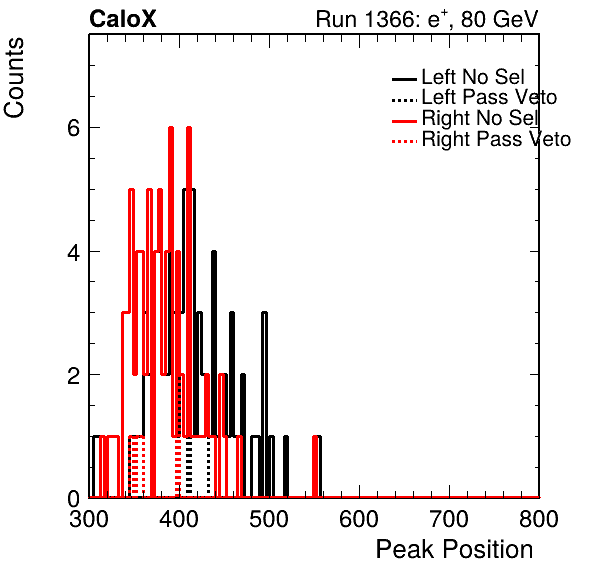 CaloX
Run 1366: e+, 80 GeV
Counts
Left No Sel
Left Pass Veto
Right No Sel
Right Pass Veto
6
4
2
0
300 400 500 600 700 800
Peak Position